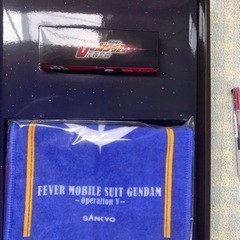 FEVER MOBILE SUIT GUNDAM
- Operation V -
SANKYO